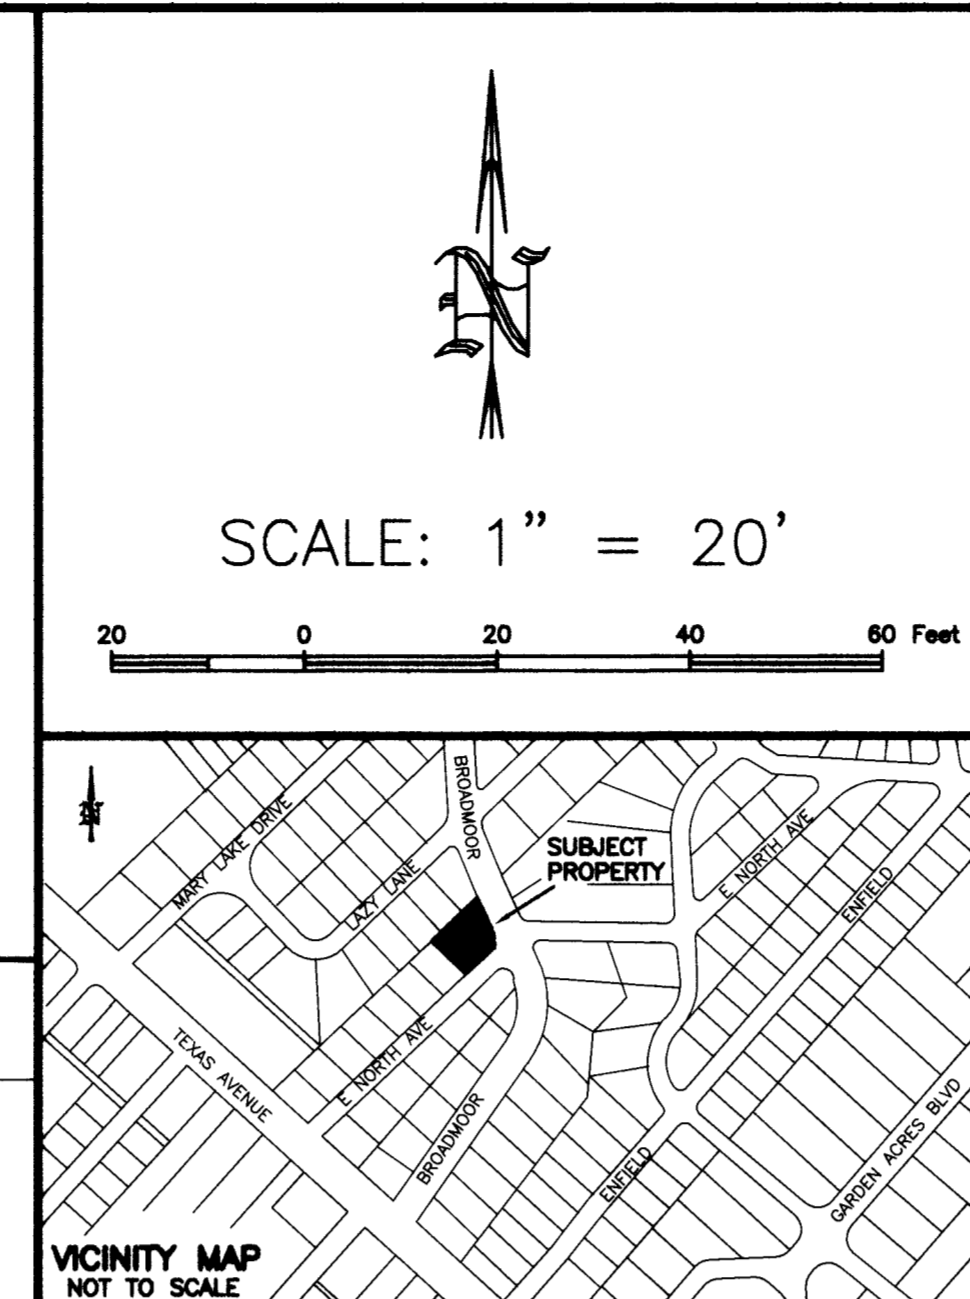 N
SCALE: 1" = 20'
20 0 20 40 60 Feet
N
BROADMOOR
MARY LAKE DRIVE
LAZY LANE
SUBJECT
PROPERTY
E NORTH AVE
ENFIELD
TEXAS AVENUE
E NORTH AVE
BROADMOOR
ENFIELD
GARDEN ACRES BLVD
VICINITY MAP
NOT TO SCALE